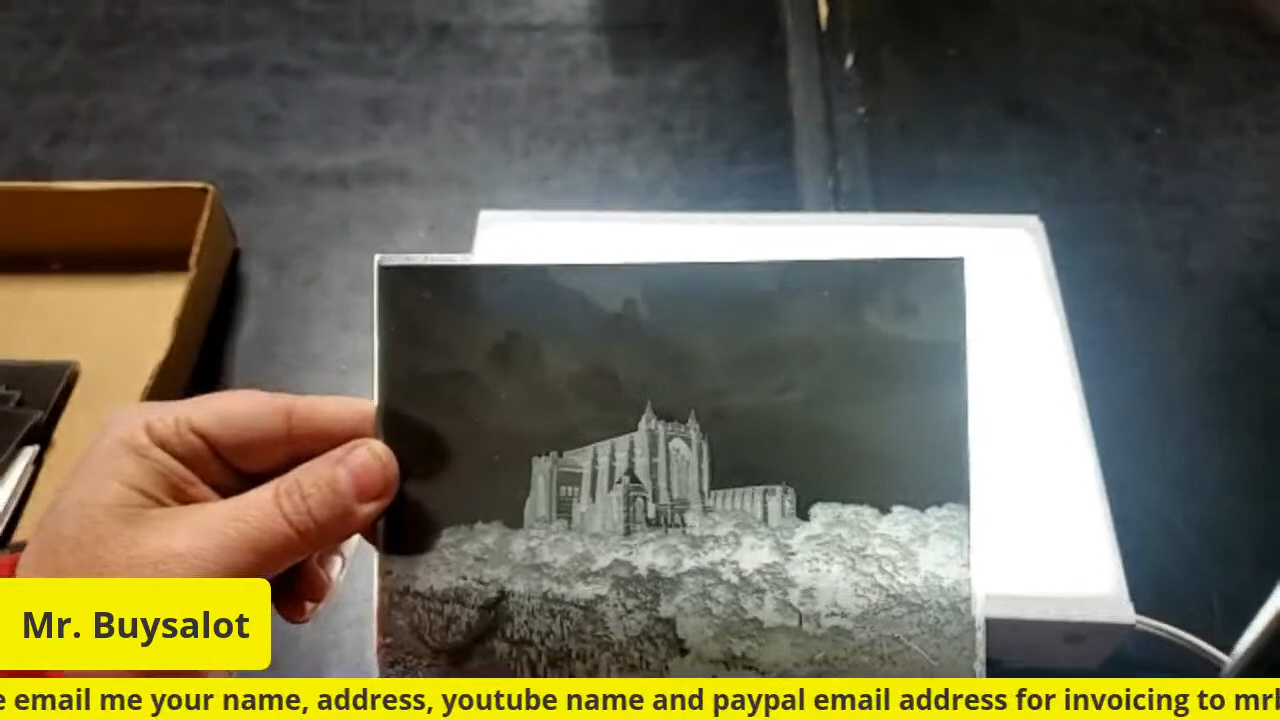 Mr. Buysalot
email me your name, address, youtube name and paypal email address for invoicing to